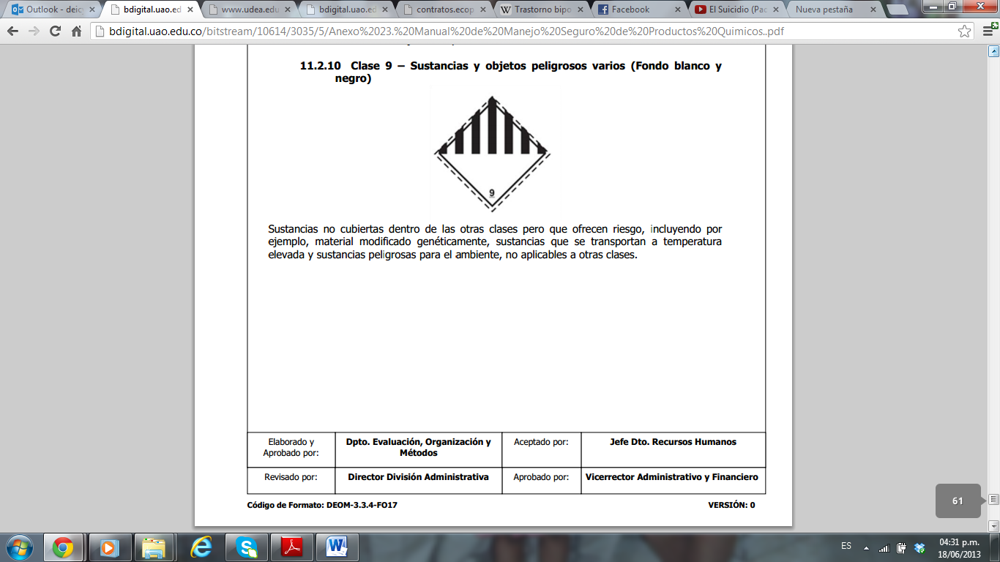 Outlook - deic
bdigital.uao.ed
www.udea.edu
bdigital.uao.ed
contratos.ecop
Trastorno bipo
Facebook
El Suicidio (Pac
Nueva pestaña
bdigital.uao.edu.co/bitstream/10614/3035/5/Anexo%2023.%20Manual%20de%20Manejo%20Seguro%20de%20Productos%20Quimicos..pdf
11.2.10 Clase 9 – Sustancias y objetos peligrosos varios (Fondo blanco y
negro)
9
Sustancias no cubiertas dentro de las otras clases pero que ofrecen riesgo, incluyendo por
ejemplo, material modificado genéticamente, sustancias que se transportan a temperatura
elevada y sustancias peligrosas para el ambiente, no aplicables a otras clases.
Elaborado y
Aprobado por:
Dpto. Evaluación, Organización y
Métodos
Aceptado por:
Jefe Dto. Recursos Humanos
Revisado por:
Director División Administrativa
Aprobado por:
Vicerrector Administrativo y Financiero
Código de Formato: DEOM-3.3.4-FO17
VERSIÓN: 0
61
ES
04:31 p.m.
18/06/2013